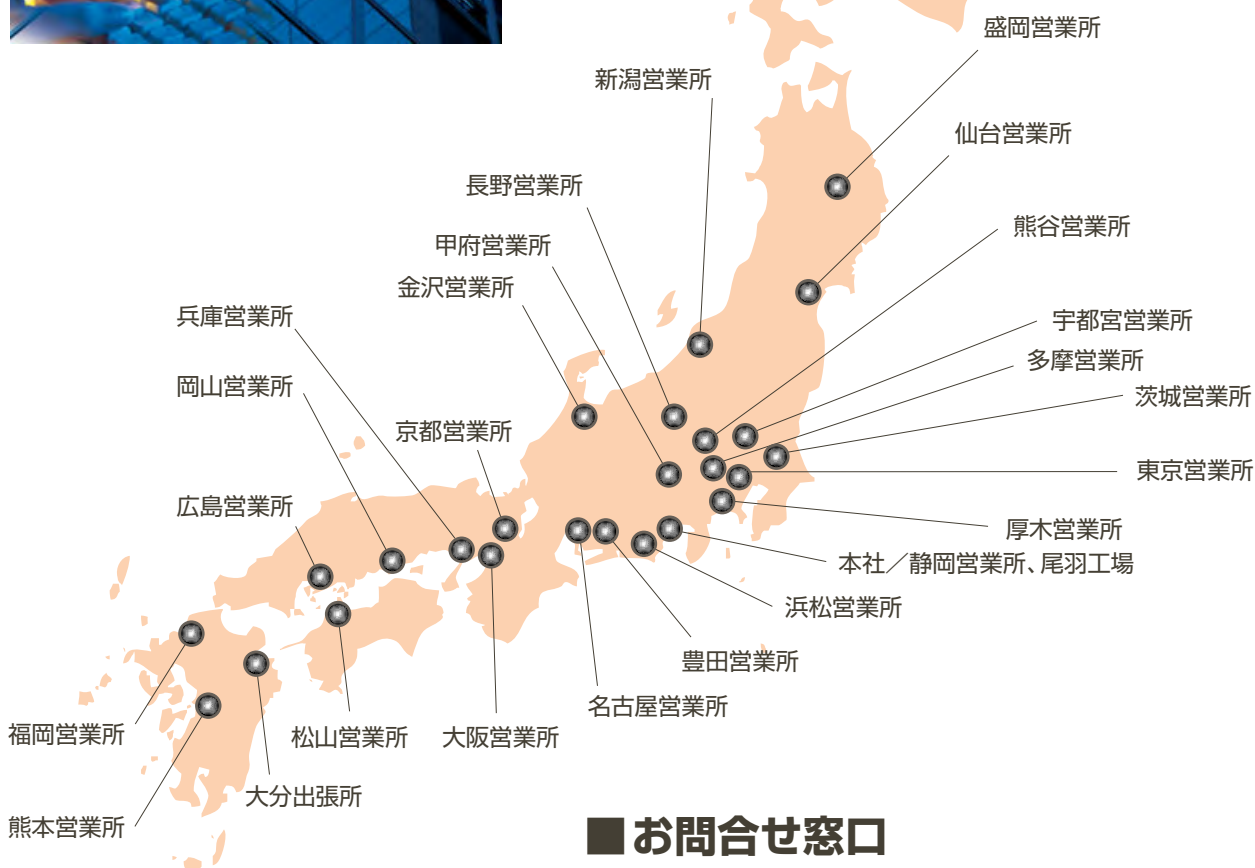 盛岡営業所
新潟営業所
仙台営業所
長野営業所
熊谷営業所
甲府営業所
金沢営業所
兵庫営業所
宇都宮営業所
多摩営業所
岡山営業所
茨城営業所
京都営業所
東京営業所
広島営業所
厚木営業所
本社／静岡営業所、尾羽工場
浜松営業所
豊田営業所
名古屋営業所
福岡営業所
松山営業所
大阪営業所
大分出張所
熊本営業所
■お問合せ窓口